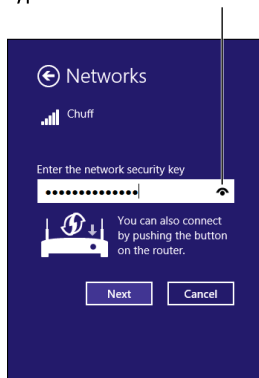 Networks
Chuff
Enter the network security key
••••••••••••••
You can also connect
by pushing the button
on the router.
Next
Cancel